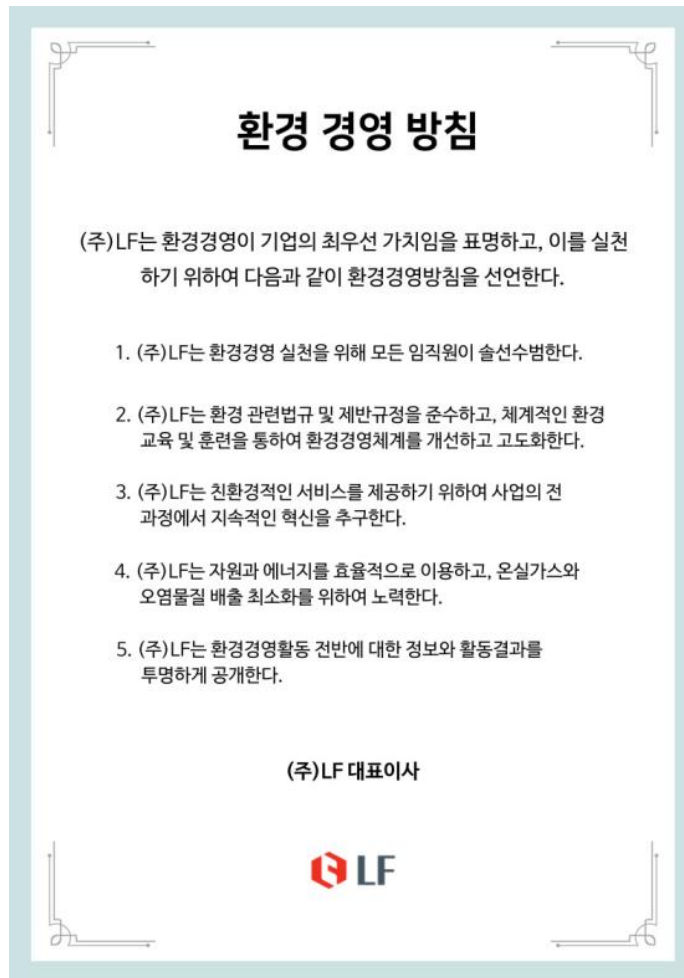 환경 경영 방침
(주)LF는 환경경영이 기업의 최우선 가치임을 표명하고, 이를 실천
하기 위하여 다음과 같이 환경경영방침을 선언한다.
1. (주)LF는 환경경영 실천을 위해 모든 임직원이 솔선수범한다.
2. (주)LF는 환경 관련법규 및 제반규정을 준수하고, 체계적인 환경
교육 및 훈련을 통하여 환경경영체계를 개선하고 고도화한다.
3. (주)LF는 친환경적인 서비스를 제공하기 위하여 사업의 전
과정에서 지속적인 혁신을 추구한다.
4. (주)LF는 자원과 에너지를 효율적으로 이용하고, 온실가스와
오염물질 배출 최소화를 위하여 노력한다.
5. (주)LF는 환경경영활동 전반에 대한 정보와 활동결과를
투명하게 공개한다.
(주)LF 대표이사
LF